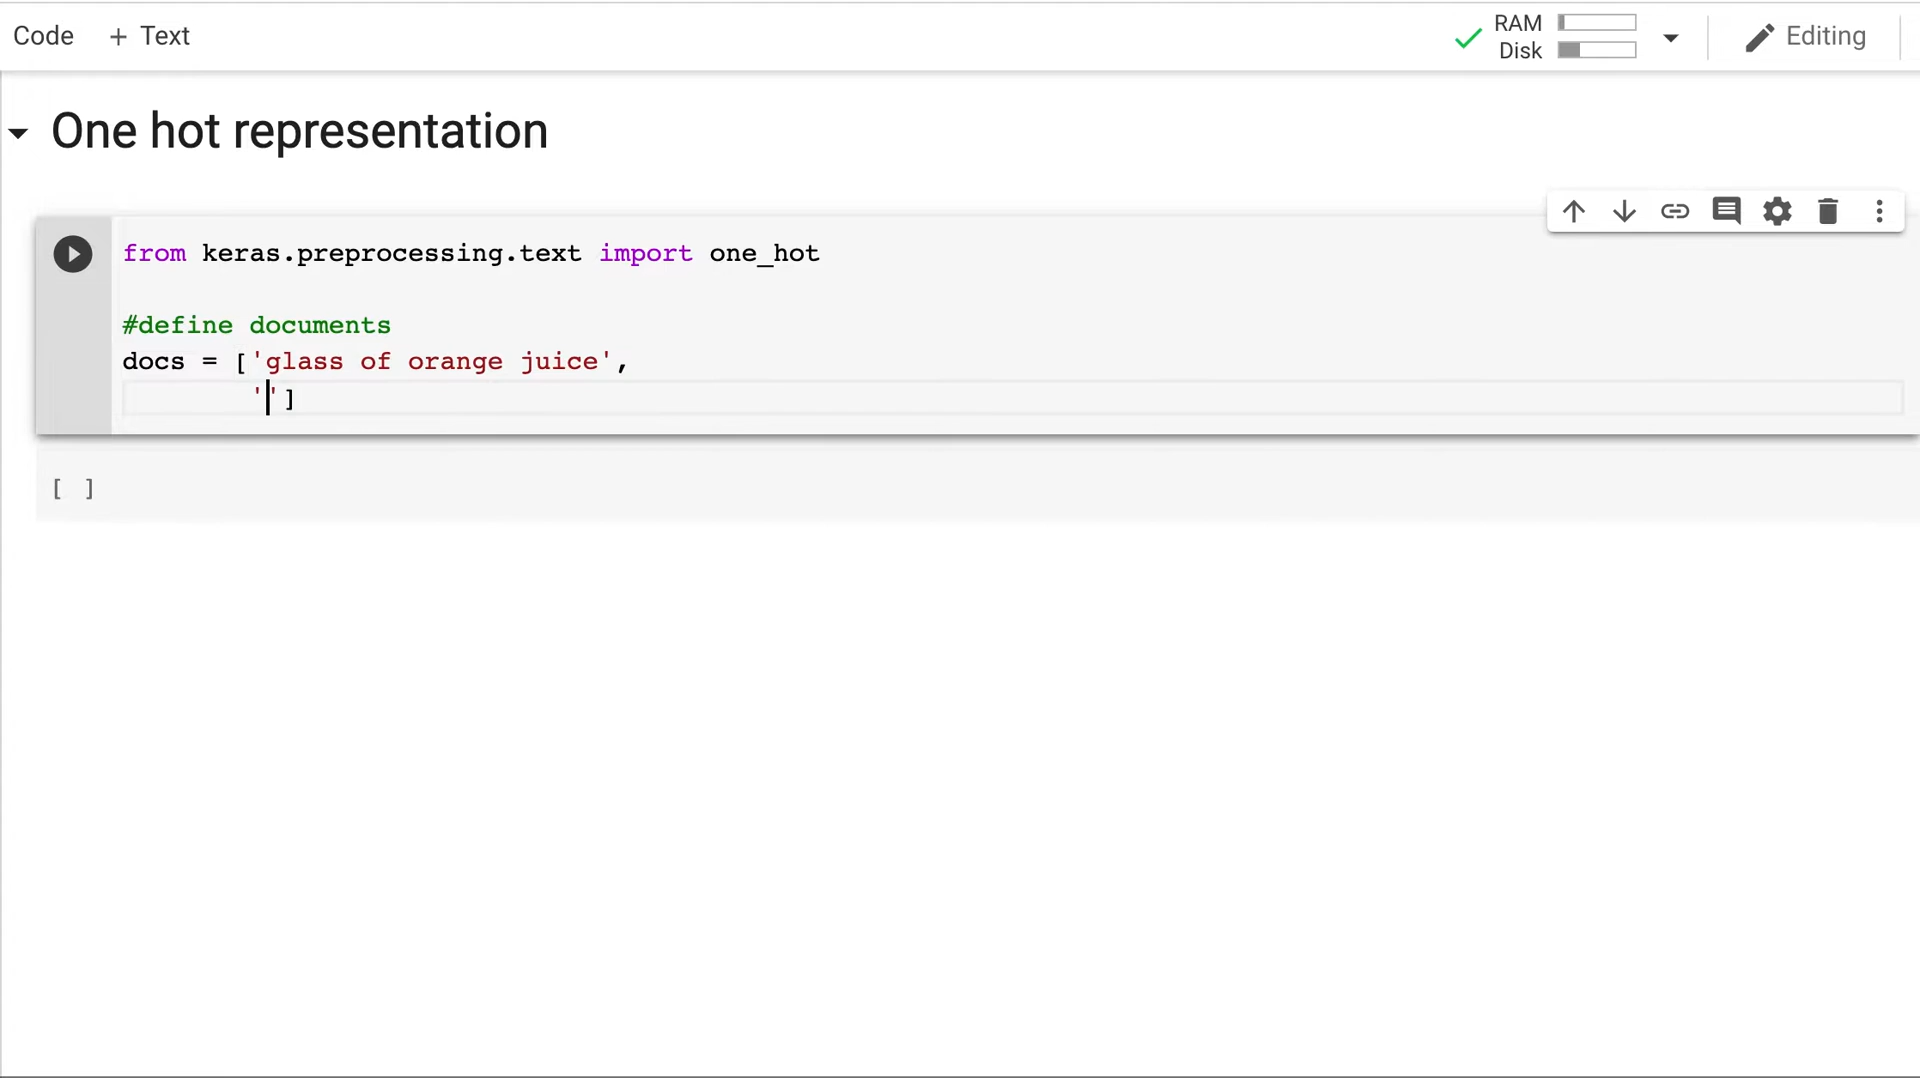 Code + Text
RAM
Disk
Editing
One hot representation
from keras.preprocessing.text import one_hot
#define documents
docs = ['glass of orange juice',
'']
[ ]